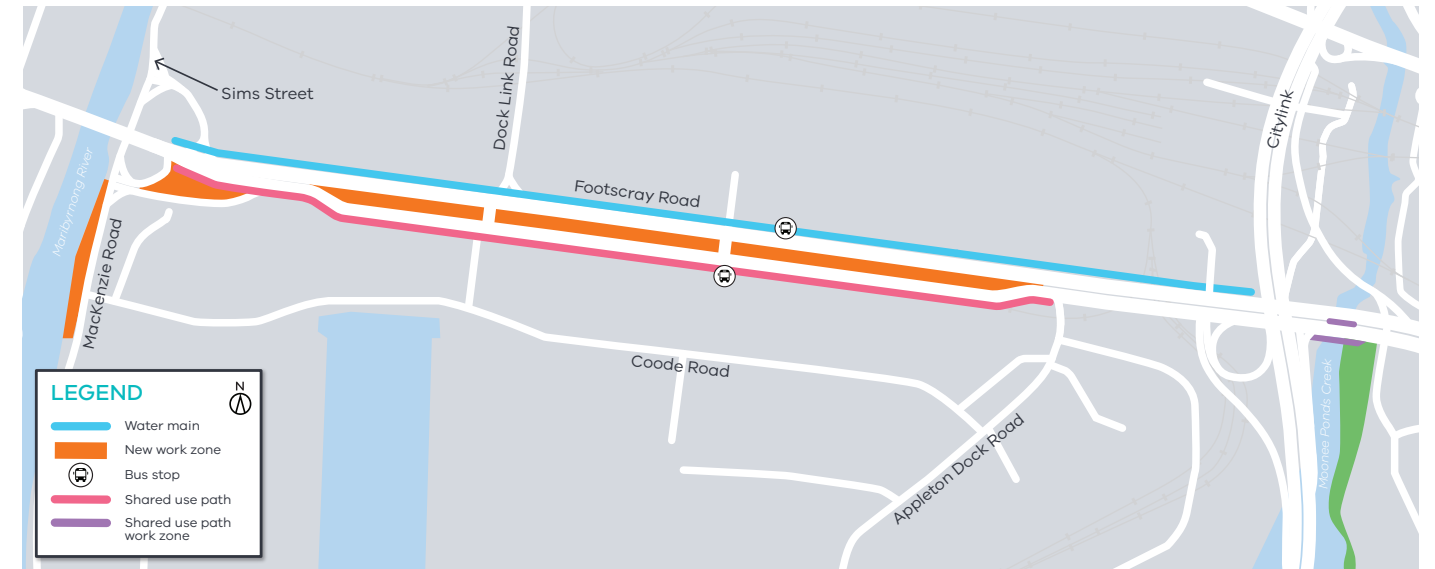 Sims Street
Dock Link Road
Citylink
Footscray Road
Maribyrnong River
MacKenzie Road
Coode Road
Appleton Dock Road
Moonee Ponds Creek
LEGEND
N
Water main
New work zone
Bus stop
Shared use path
Shared use path
work zone